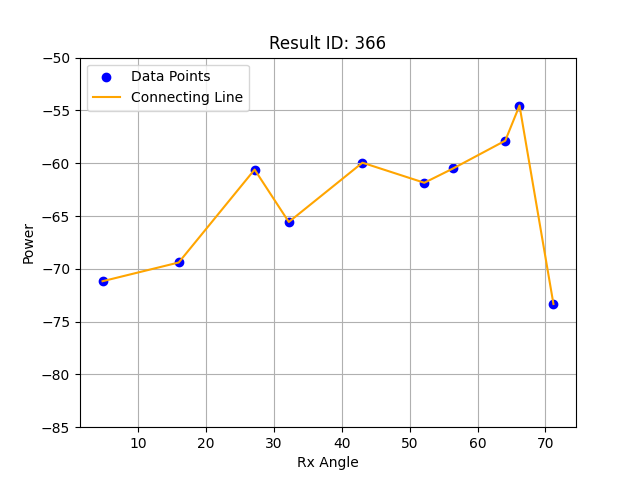 Result ID: 366
Data Points
Connecting Line
−50
−55
−60
−65
−70
−75
−80
−85
Power
10 20 30 40 50 60 70
Rx Angle